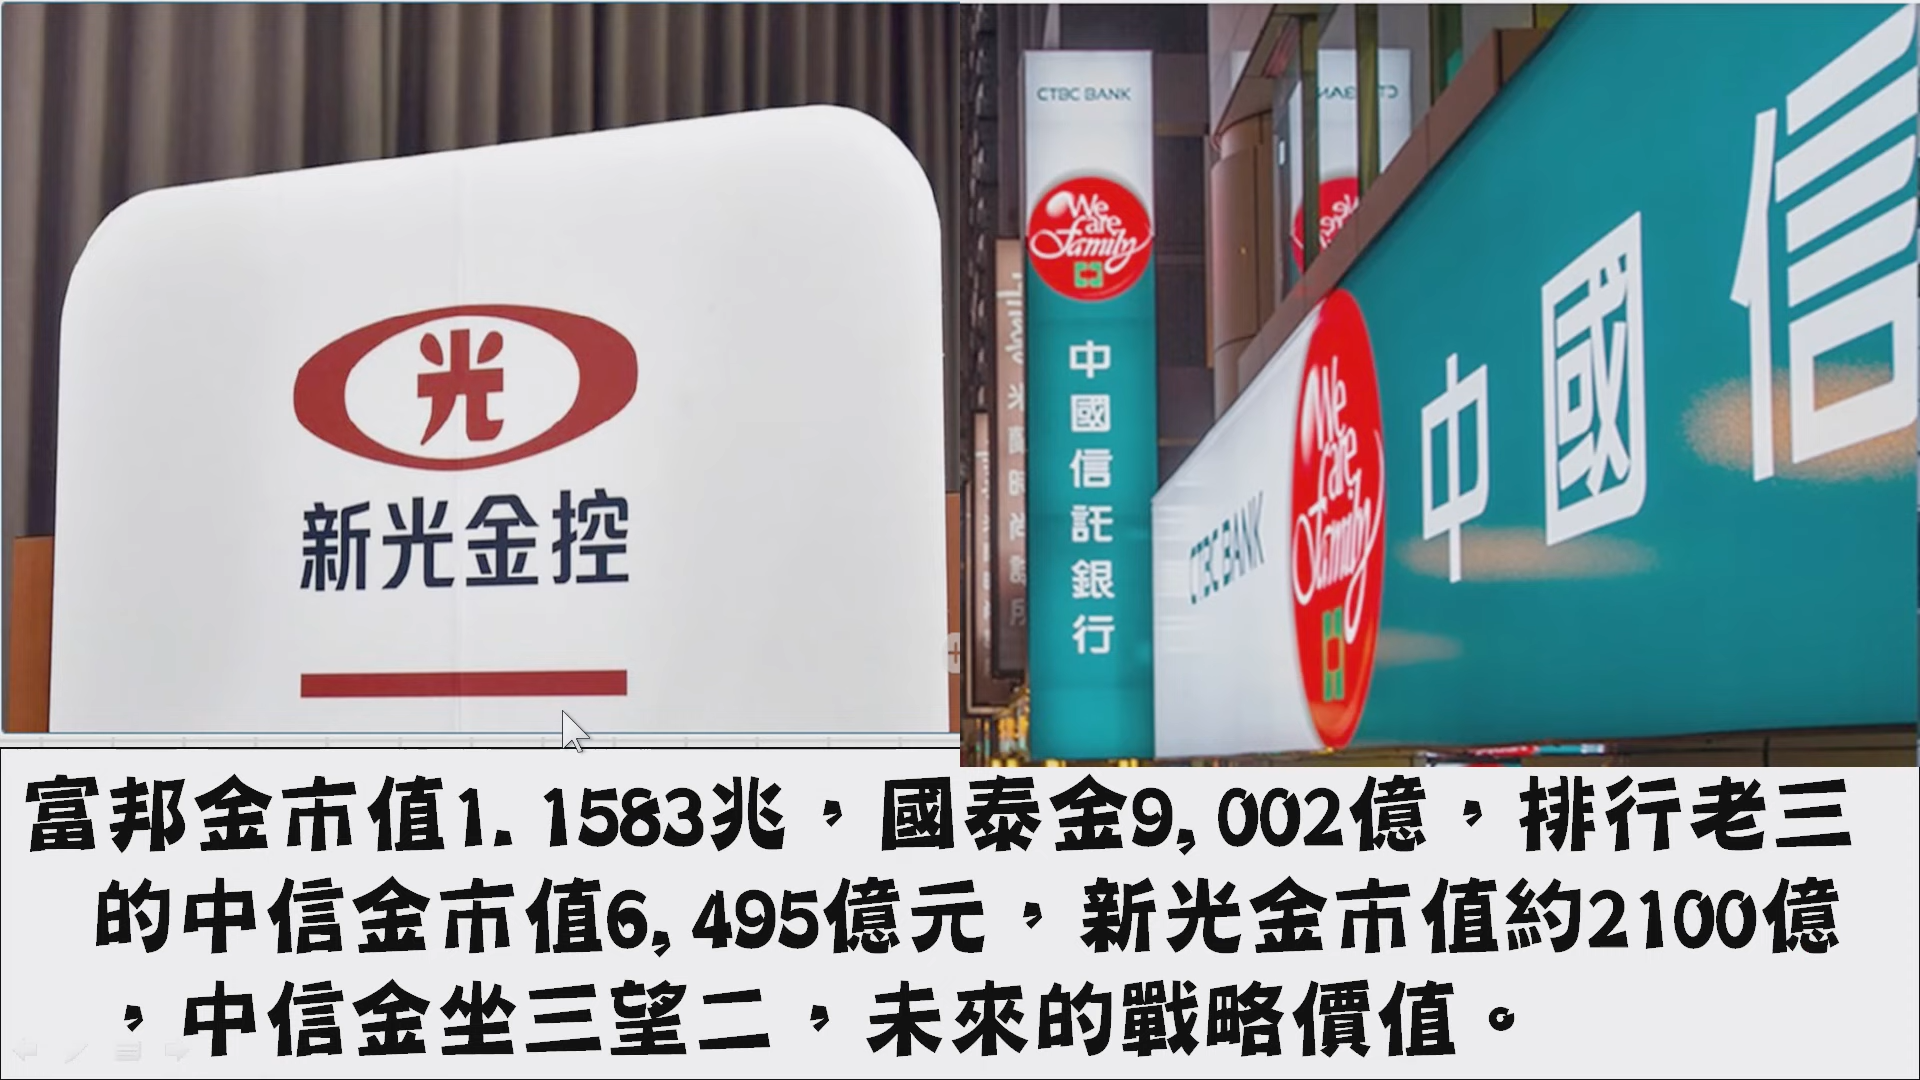 光
新光金控
CTBC BANK
We
care
Family
中國信託銀行
CTBC BANK
We
care
Family
中國信
富邦金市值1.1583兆，國泰金9,002億，排行老三
的中信金市值6,495億元，新光金市值約2100億
，中信金坐三望二，未來的戰略價值。